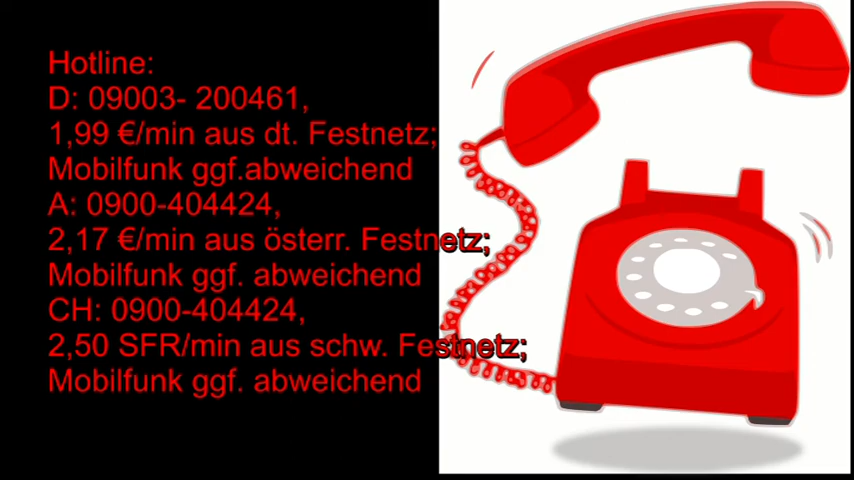 Hotline:
D: 09003- 200461,
1,99 €/min aus dt. Festnetz;
Mobilfunk ggf.abweichend
A: 0900-404424,
2,17 €/min aus österr. Festnetz;
Mobilfunk ggf. abweichend
CH: 0900-404424,
2,50 SFR/min aus schw. Festnetz;
Mobilfunk ggf. abweichend